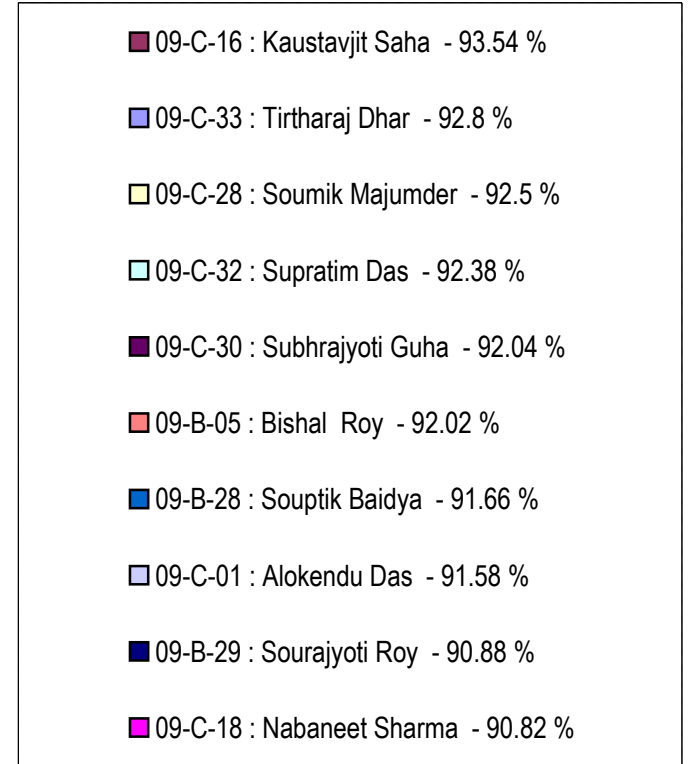 09-C-16 : Kaustavjit Saha - 93.54 %
09-C-33 : Tirtharaj Dhar - 92.8 %
09-C-28 : Soumik Majumder - 92.5 %
09-C-32 : Supratim Das - 92.38 %
09-C-30 : Subhrajyoti Guha - 92.04 %
09-B-05 : Bishal Roy - 92.02 %
09-B-28 : Souptik Baidya - 91.66 %
09-C-01 : Alokendu Das - 91.58 %
09-B-29 : Sourajyoti Roy - 90.88 %
09-C-18 : Nabaneet Sharma - 90.82 %